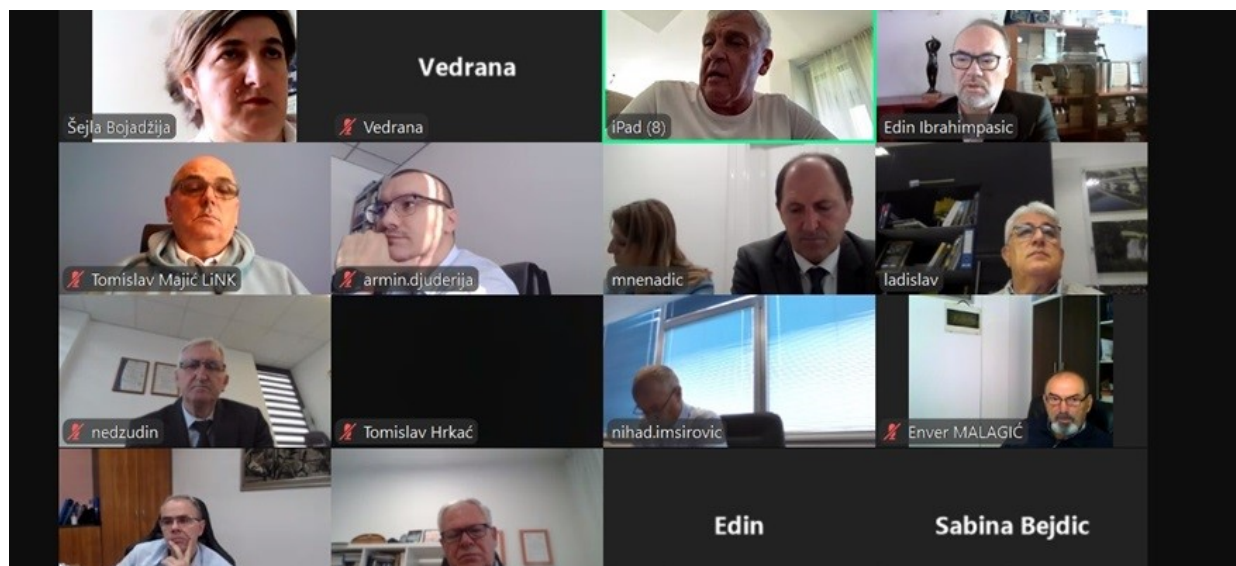 Šejla Bojadžija
Vedrana
Vedrana
iPad (8)
Edin Ibrahimpasic
Tomislav Majić LiNK
armin.djuderija
mnenadic
ladislav
nedzudin
Tomislav Hrkać
nihad.imsirovic
Enver MALAGIĆ
Edin
Sabina Bejdic